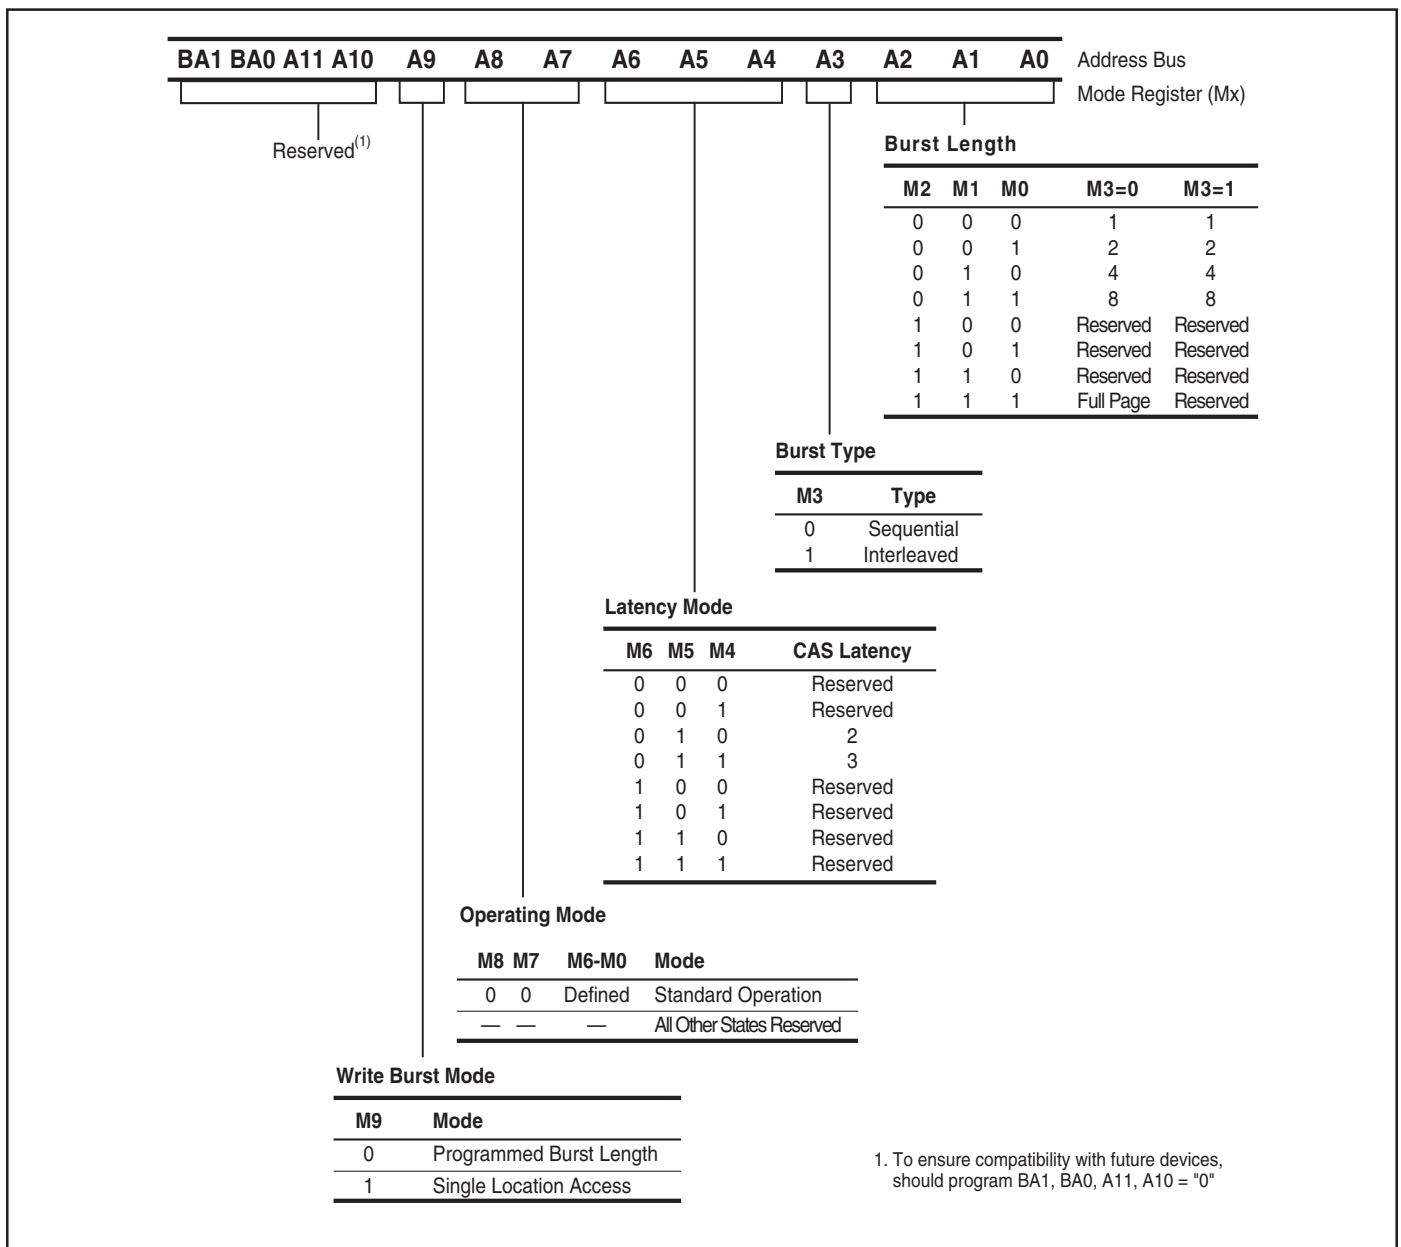 BA1 BA0 A11 A10 A9 A8 A7 A6 A5 A4 A3 A2 A1 A0 Address Bus
Mode Register (Mx)
Reserved(1)
Burst Length
M2 M1 M0 M3=0 M3=1
0 0 0 1 1
0 0 1 2 2
0 1 0 4 4
0 1 1 8 8
1 0 0 Reserved Reserved
1 0 1 Reserved Reserved
1 1 0 Reserved Reserved
1 1 1 Full Page Reserved
Burst Type
M3 Type
0 Sequential
1 Interleaved
Latency Mode
M6 M5 M4 CAS Latency
0 0 0 Reserved
0 0 1 Reserved
0 1 0 2
0 1 1 3
1 0 0 Reserved
1 0 1 Reserved
1 1 0 Reserved
1 1 1 Reserved
Operating Mode
M8 M7 M6-M0 Mode
0 0 Defined Standard Operation
— — — All Other States Reserved
Write Burst Mode
M9 Mode
0 Programmed Burst Length
1 Single Location Access
1. To ensure compatibility with future devices,
should program BA1, BA0, A11, A10 = "0"